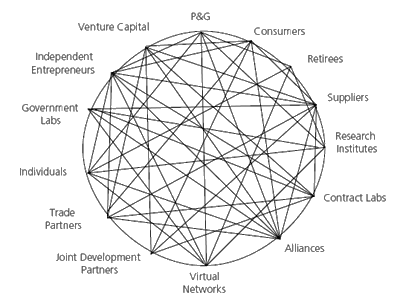 P&G
Venture Capital
Consumers
Independent
Entrepreneurs
Retirees
Suppliers
Government
Labs
Research
Institutes
Individuals
Contract Labs
Trade
Partners
Alliances
Joint Development
Partners
Virtual
Networks